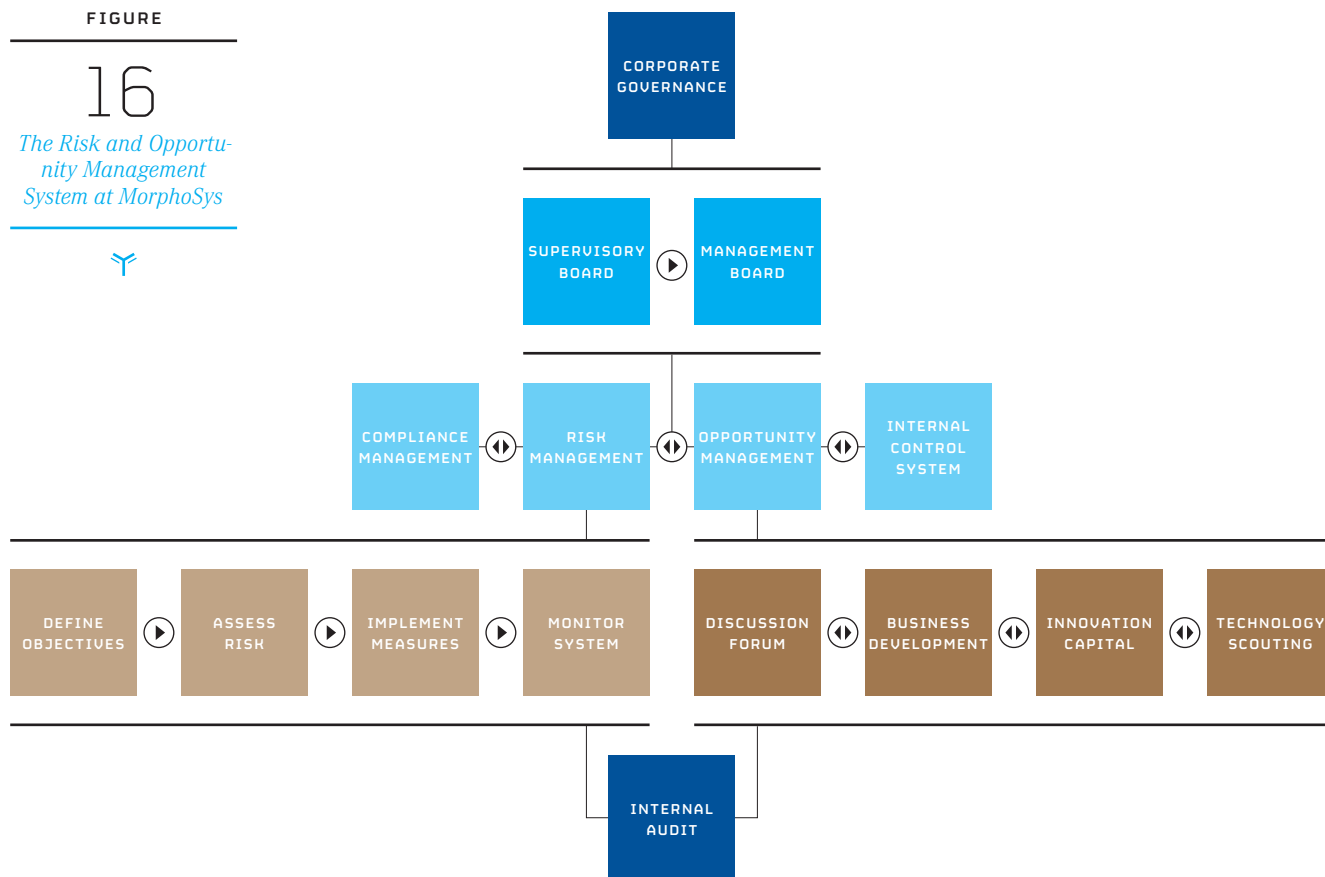 FIGURE
16
The Risk and Opportu-
nity Management
System at MorphoSys
CORPORATE
GOVERNANCE
SUPERVISORY
BOARD
MANAGEMENT
BOARD
COMPLIANCE
MANAGEMENT
RISK
MANAGEMENT
OPPORTUNITY
MANAGEMENT
INTERNAL
CONTROL
SYSTEM
DEFINE
OBJECTIVES
ASSESS
RISK
IMPLEMENT
MEASURES
MONITOR
SYSTEM
DISCUSSION
FORUM
BUSINESS
DEVELOPMENT
INNOVATION
CAPITAL
TECHNOLOGY
SCOUTING
INTERNAL
AUDIT